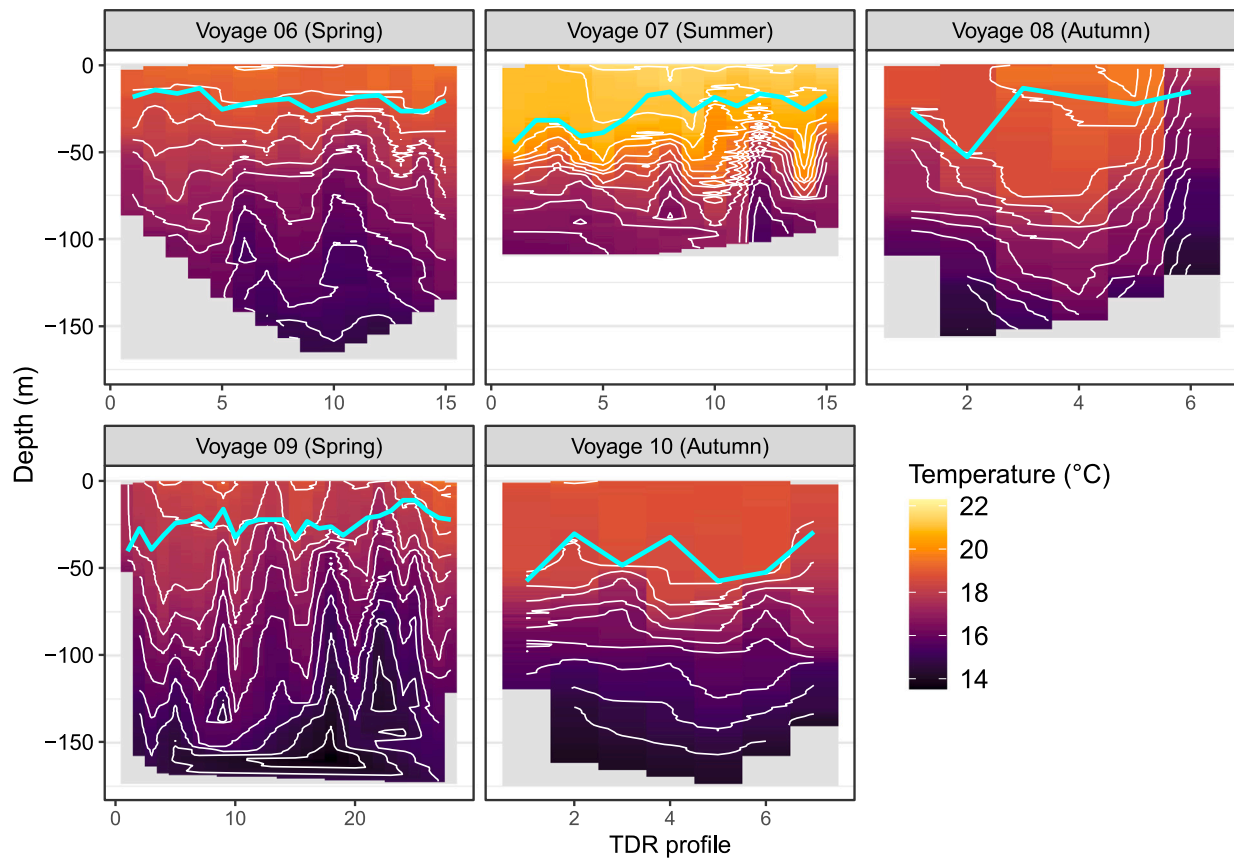 Voyage 06 (Spring)
Voyage 07 (Summer)
Voyage 08 (Autumn)
0
−50
−100
−150
0 5 10 15
0 5 10 15
2 4 6
Depth (m)
Voyage 09 (Spring)
Voyage 10 (Autumn)
0
−50
−100
−150
0 10 20
2 4 6
TDR profile
Temperature (°C)
22
20
18
16
14